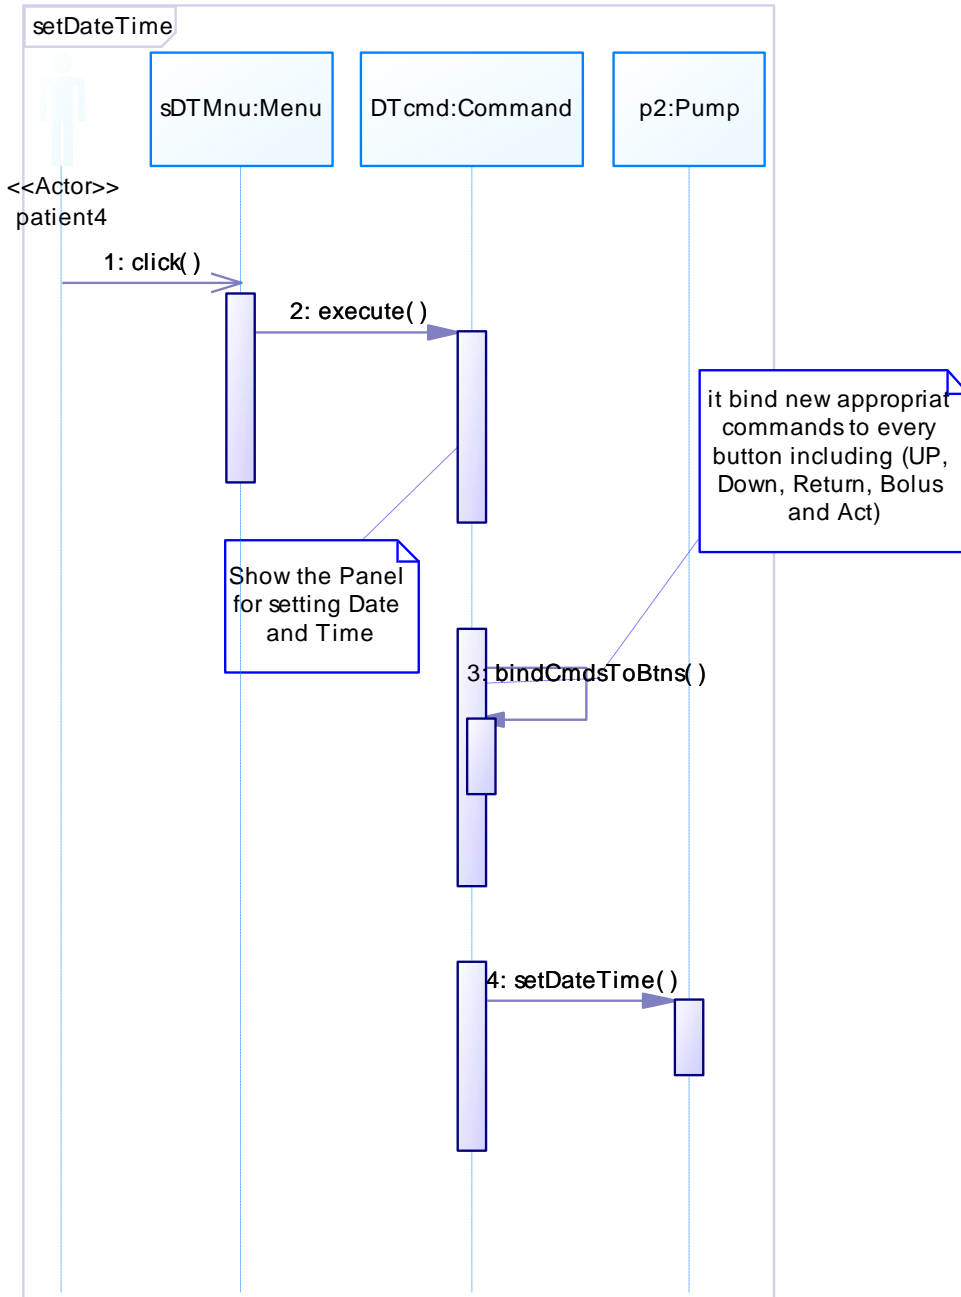 setDateTime
sDTMnu:Menu
DTcmd:Command
p2:Pump
<<Actor>>
patient4
1: click( )
2: execute( )
it bind new appropriat
commands to every
button including (UP,
Down, Return, Bolus
and Act)
Show the Panel
for setting Date
and Time
3: bindCmdsToBtns( )
4: setDateTime( )